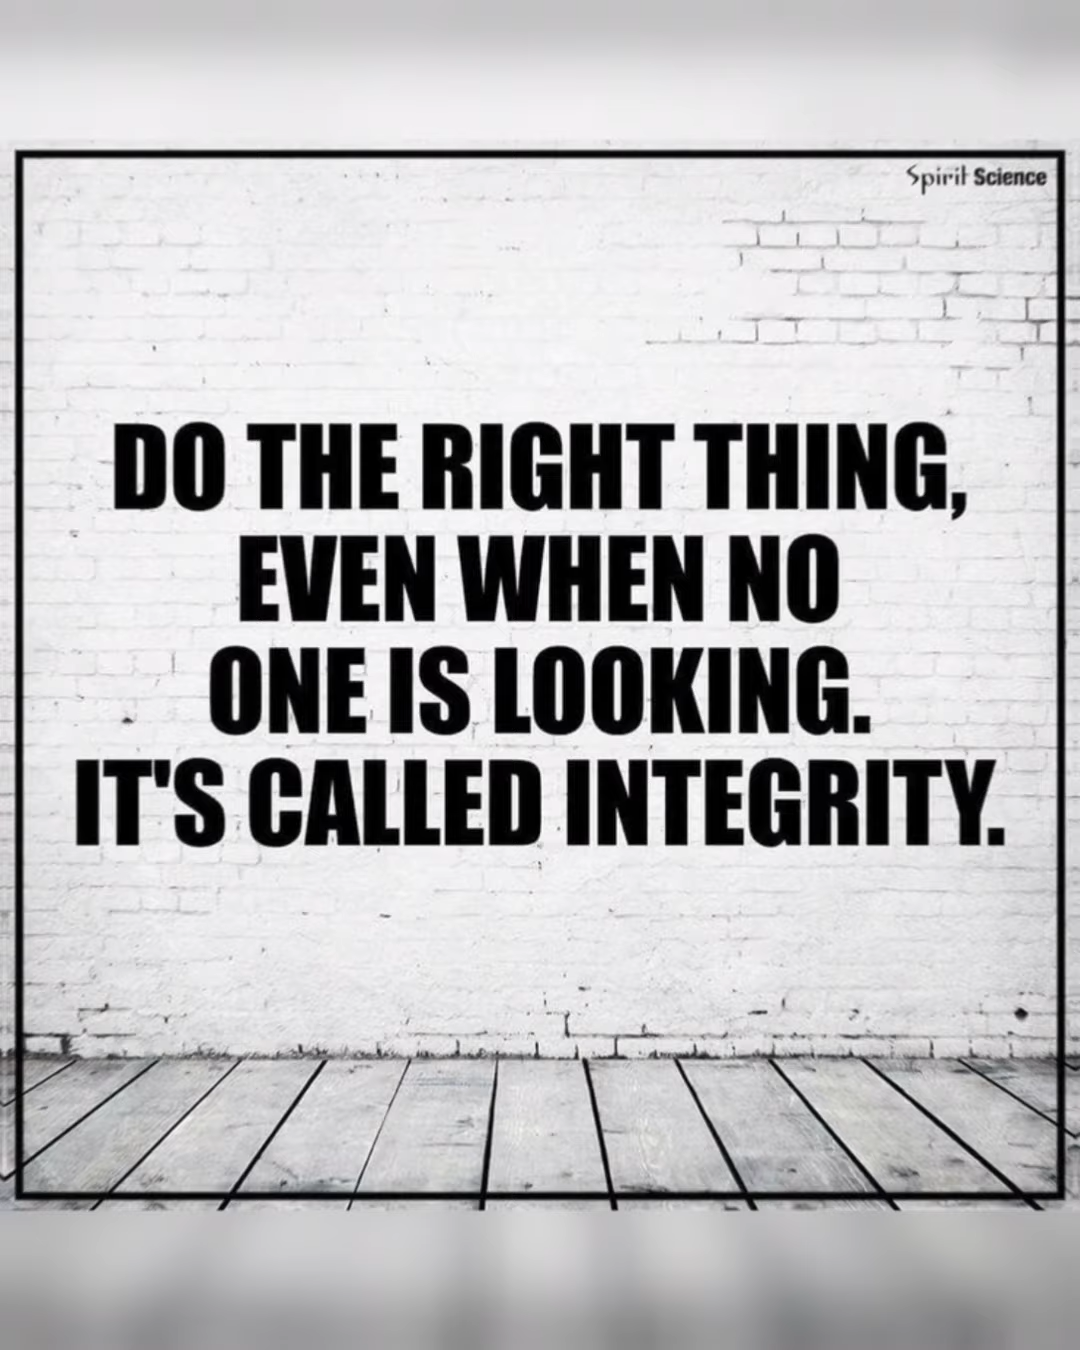 Spirit Science
DO THE RIGHT THING,
EVEN WHEN NO
ONE IS LOOKING.
IT'S CALLED INTEGRITY.